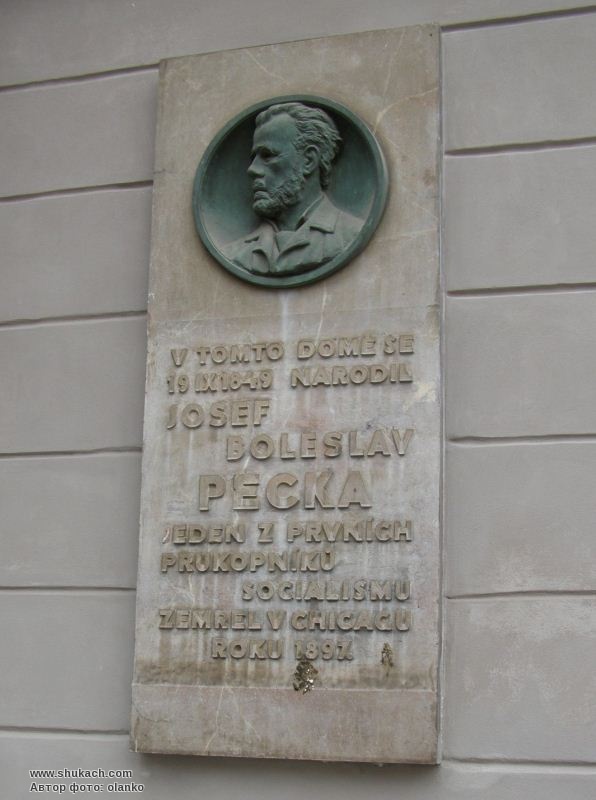 V TOMTO DOMĚ SE
19 IX 1849 NARODIL
JOSEF
BOLESLAV
PECKA
JEDEN Z PRVNÍCH
PRŮKOPNÍKŮ
SOCIALISMU
ZEMŘEL V CHICAGU
ROKU 1897.
www.shukach.com
Автор фото: olanko